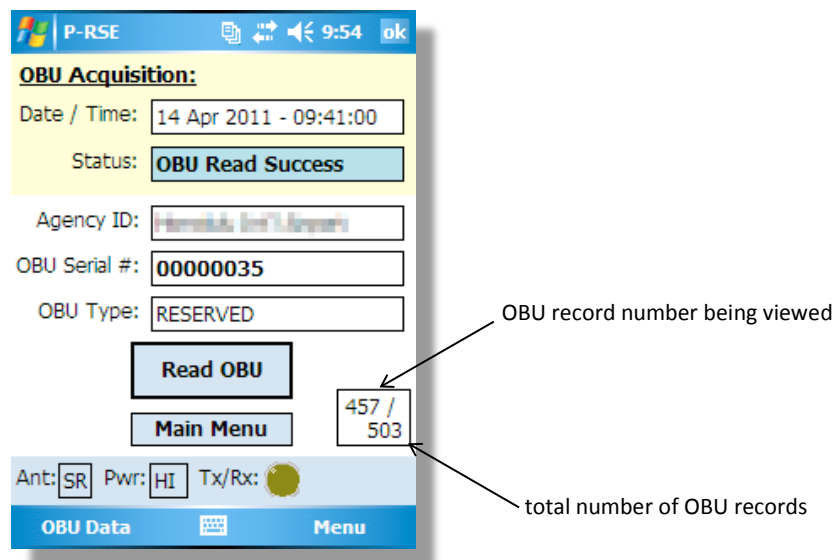 P-RSE 9:54 ok
OBU Acquisition:
Date / Time: 14 Apr 2011 - 09:41:00
Status: OBU Read Success
Agency ID:
OBU Serial #: 00000035
OBU Type: RESERVED
OBU record number being viewed
Read OBU
457 /
503
Main Menu
Ant: SR Pwr: HI Tx/Rx:
total number of OBU records
OBU Data Menu